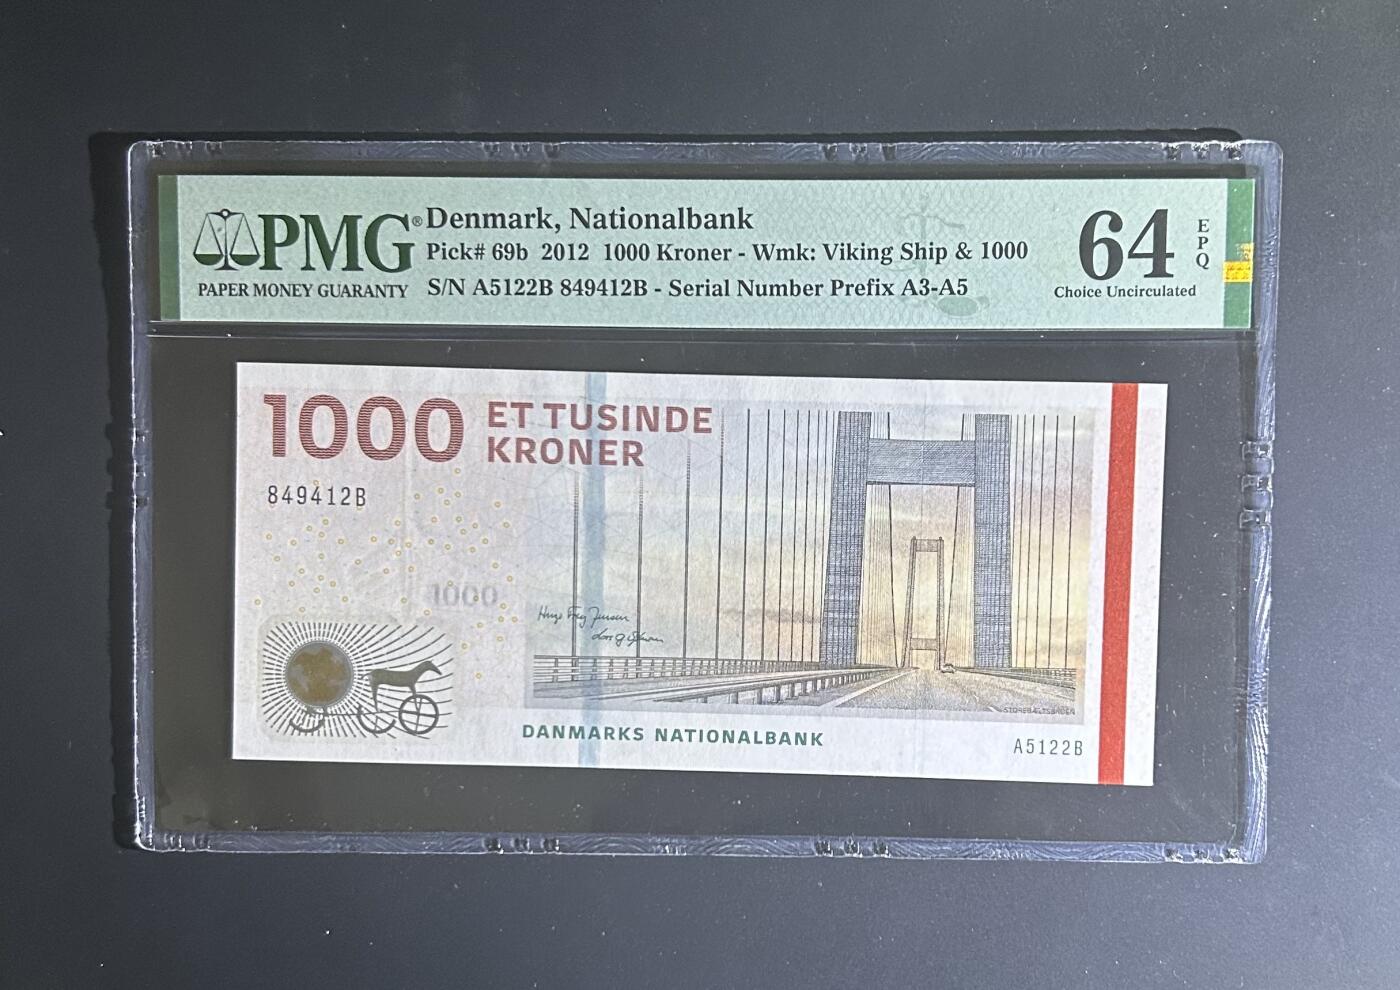 PMG®
PAPER MONEY GUARANTY
Denmark, Nationalbank
Pick# 69b 2012 1000 Kroner - Wmk: Viking Ship & 1000
S/N A5122B 849412B - Serial Number Prefix A3-A5
64
EPQ
Choice Uncirculated
1000
ET TUSINDE
KRONER
849412B
1000
STOREBÆLTSBROEN
DANMARKS NATIONALBANK
A5122B